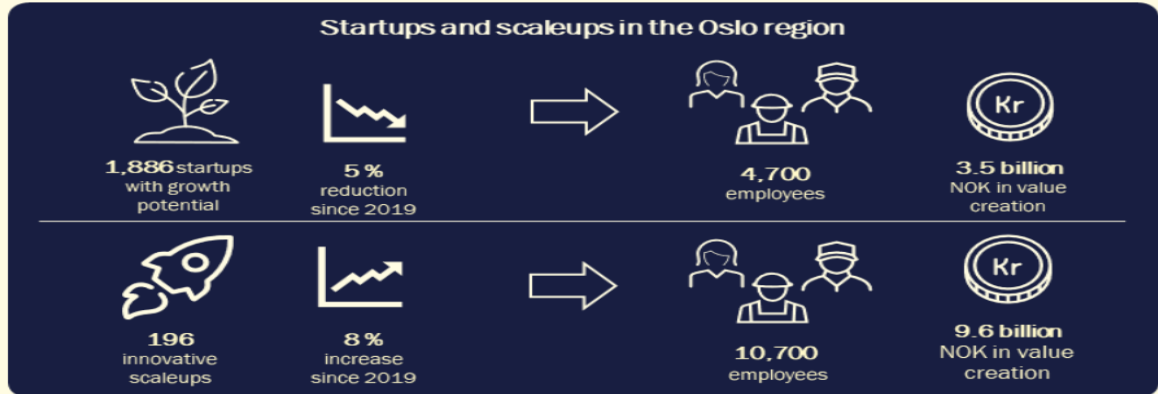 Startups and scaleups in the Oslo region
1,886 startups
with growth
potential
5 %
reduction
since 2019
4,700
employees
Kr
3.5 billion
NOK in value
creation
196
innovative
scaleups
8 %
increase
since 2019
10,700
employees
Kr
9.6 billion
NOK in value
creation